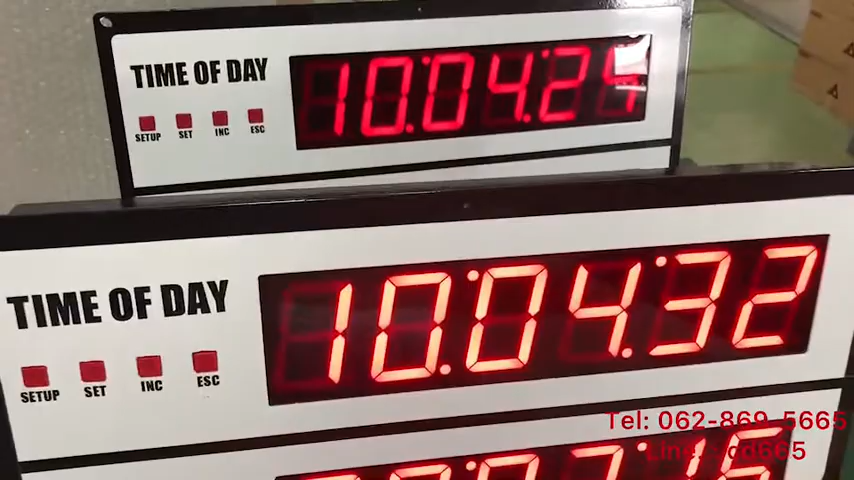 TIME OF DAY
SETUP SET INC ESC
10:04:2
TIME OF DAY
SETUP SET INC ESC
10:04:32
Tel: 062-869-5665